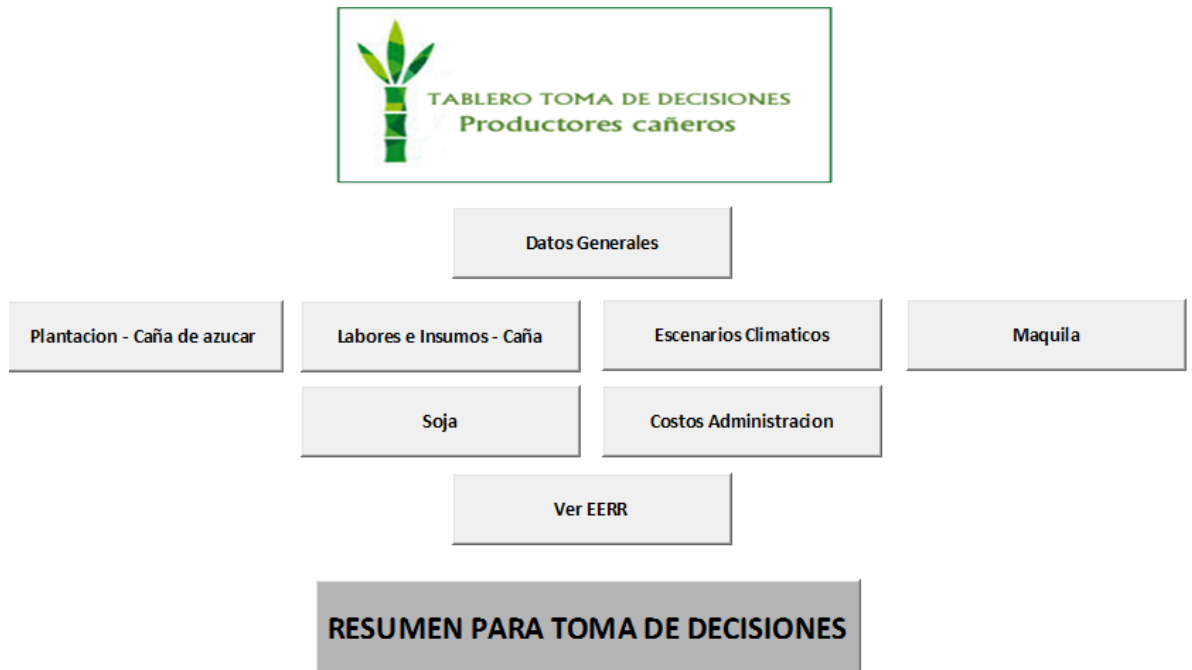 TABLERO TOMA DE DECISIONES
Productores cañeros
Datos Generales
Plantacion - Caña de azucar
Labores e Insumos - Caña
Escenarios Climaticos
Maquila
Soja
Costos Administracion
Ver EERR
RESUMEN PARA TOMA DE DECISIONES